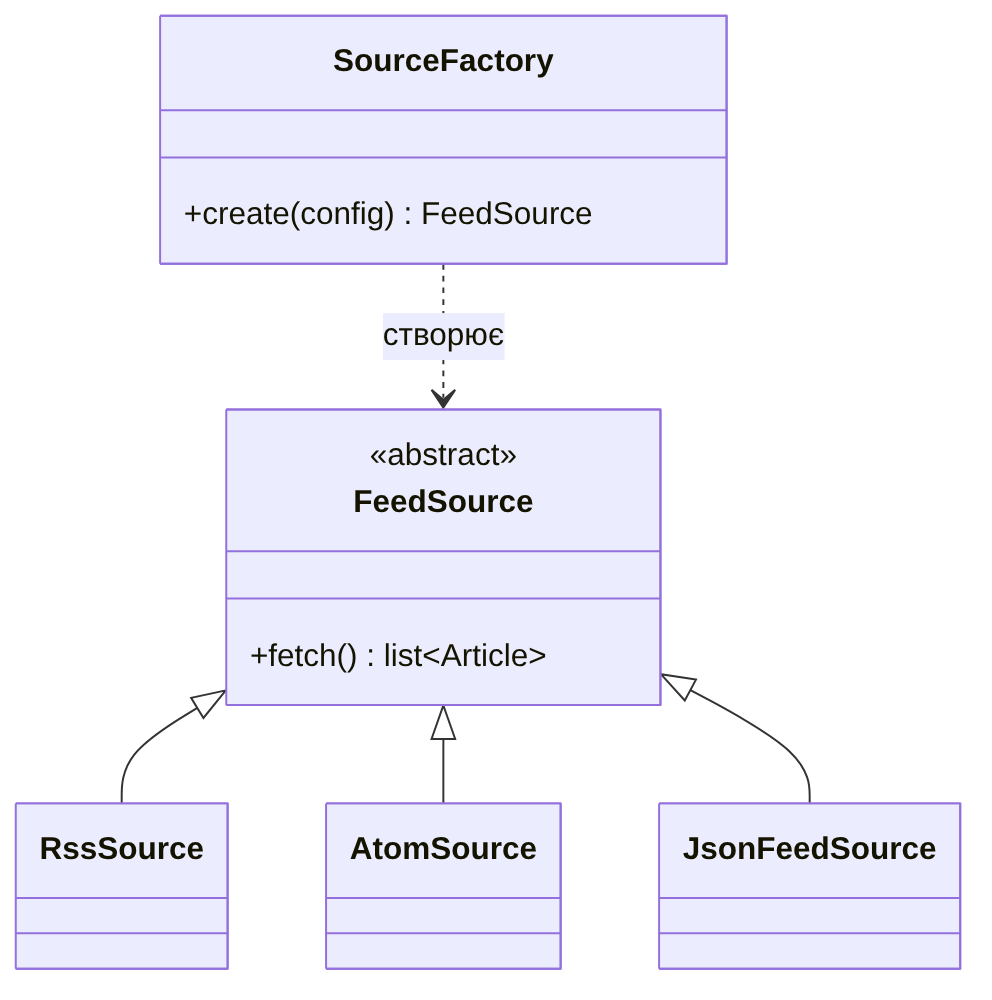 SourceFactory
+create(config) : FeedSource
створює
«abstract»
FeedSource
+fetch() : list<Article>
RssSource
AtomSource
JsonFeedSource